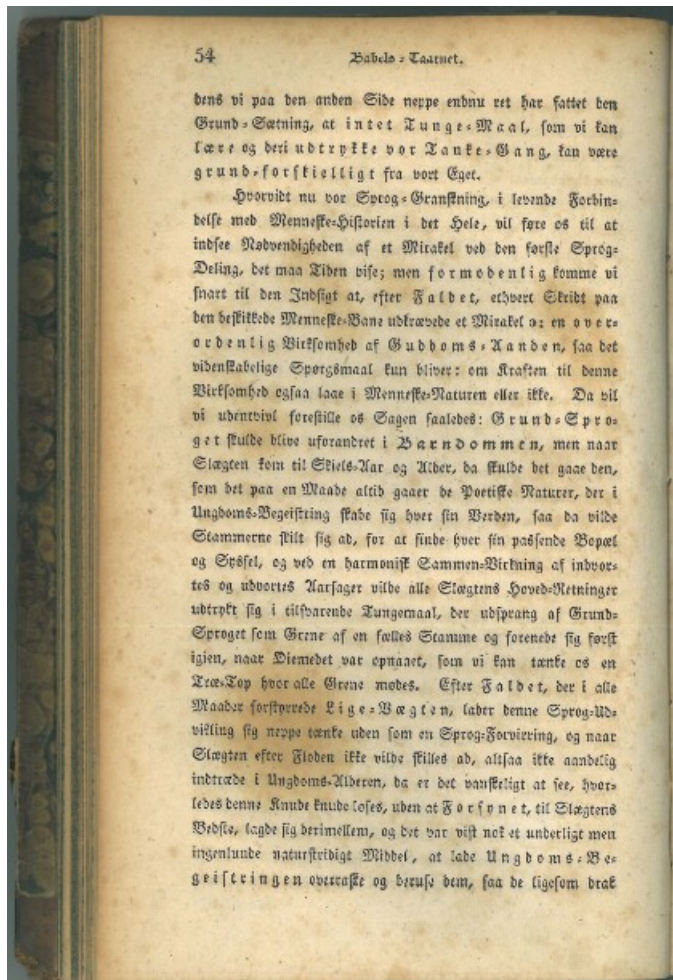 54
Babels-Taarnet.
dens vi paa den anden Side neppe endnu ret har fattet den
Grund-Sætning, at intet Tunge-Maal, som vi kan
lære og deri udtrykke vor Tanke-Gang, kan være
grund-forskielligt fra vort Eget.
Hvorvidt nu vor Sprog-Granskning, i levende Forbin-
delse med Menneske-Historien i det Hele, vil føre os til at
indsee Nødvendigheden af et Mirakel ved den første Sprog-
Deling, det maa Tiden vise; men formodenlig komme vi
snart til den Indsigt at, efter Faldet, ethvert Skridt paa
den beskikkede Menneske-Bane udkrævede et Mirakel ɔ: en over-
ordenlig Virksomhed af Guddoms-Aanden, saa det
videnskabelige Spørgsmaal kun bliver: om Kraften til denne
Virksomhed ogsaa laae i Menneske-Naturen eller ikke. Da vil
vi udentvivl forestille os Sagen saaledes: Grund-Spro-
get skulde blive uforandret i Barndommen, men naar
Slægten kom til Skiels-Aar og Alder, da skulde det gaae den,
som det paa en Maade altid gaaer de Poetiske Naturer, der i
Ungdoms-Begeistring skabe sig hver sin Verden, saa da vilde
Stammerne skilt sig ad, for at finde hver sin passende Bopæl
og Syssel, og ved en harmonisk Sammen-Virkning af indvor-
tes og udvortes Aarsager vilde alle Slægtens Hoved-Retninger
udtrykt sig i tilsvarende Tungemaal, der udsprang af Grund-
Sproget som Grene af en fælles Stamme og forenede sig først
igien, naar Øiemedet var opnaaet, som vi kan tænke os en
Træ-Top hvor alle Grene mødes. Efter Faldet, der i alle
Maader forstyrrede Lige-Vægten, lader denne Sprog-Ud-
vikling sig neppe tænke uden som en Sprog-Forvirring, og naar
Slægten efter Floden ikke vilde skilles ad, altsaa ikke aandelig
indtræde i Ungdoms-Alderen, da er det vanskeligt at see, hvor-
ledes denne Knude kunde løses, uden at Forsynet, til Slægtens
Bedste, lagde sig derimellem, og det var vist nok et underligt men
ingenlunde naturstridigt Middel, at lade Ungdoms-Be-
geistringen overraske og beruse dem, saa de ligesom drak